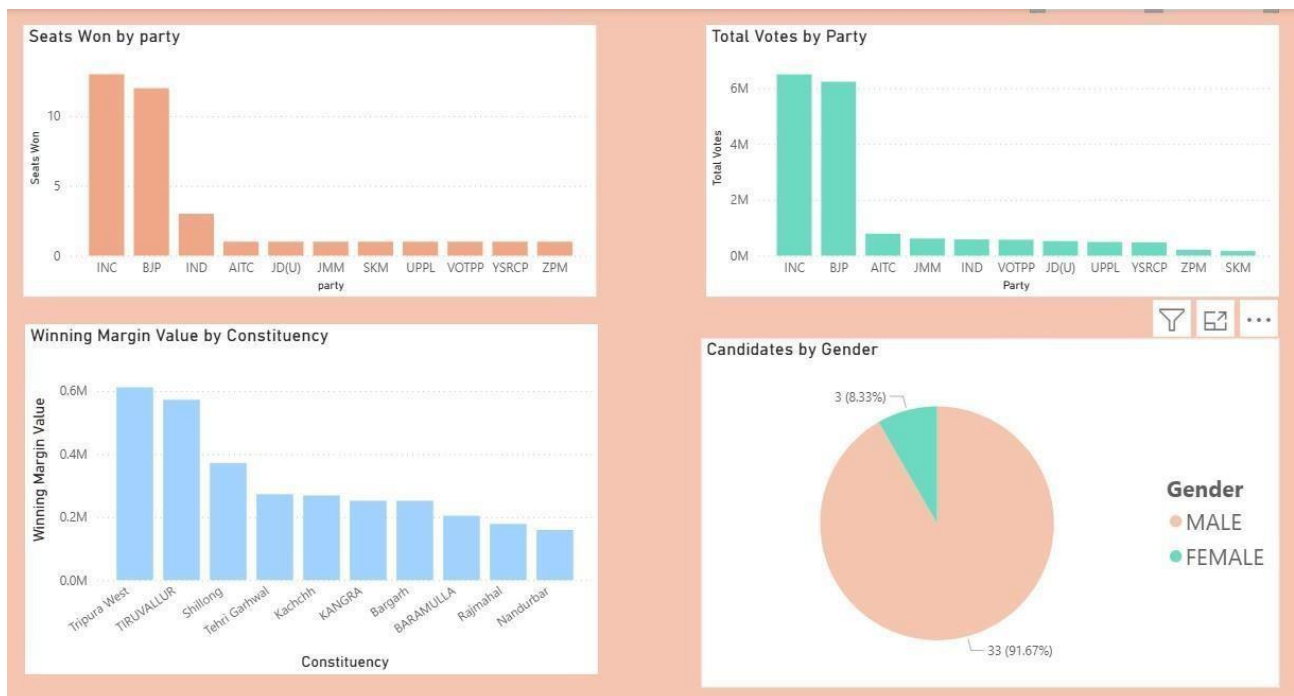 Seats Won by party
10
5
0
Seats Won
INC BJP IND AITC JD(U) JMM SKM UPPL VOTPP YSRCP ZPM
party
Total Votes by Party
6M
4M
2M
0M
Total Votes
INC BJP AITC JMM IND VOTPP JD(U) UPPL YSRCP ZPM SKM
Party
Winning Margin Value by Constituency
0.6M
0.4M
0.2M
0.0M
Winning Margin Value
Tripura West TIRUVALLUR Shillong Tehri Garhwal Kachchh KANGRA Bargarh BARAMULLA Rajmahal Nandurbar
Constituency
Candidates by Gender
3 (8.33%)
33 (91.67%)
Gender
MALE
FEMALE